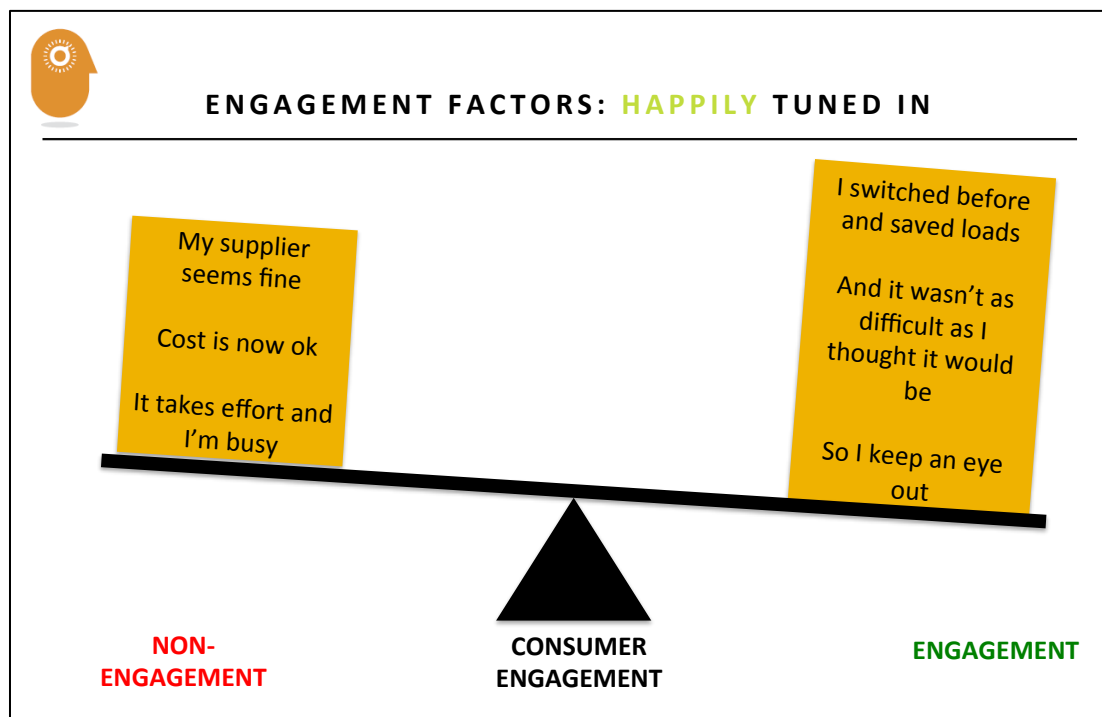 ENGAGEMENT FACTORS: HAPPILY TUNED IN
My supplier
seems fine
Cost is now ok
It takes effort and
I'm busy
I switched before
and saved loads
And it wasn't as
difficult as I
thought it would
be
So I keep an eye
out
NON-
ENGAGEMENT
CONSUMER
ENGAGEMENT
ENGAGEMENT